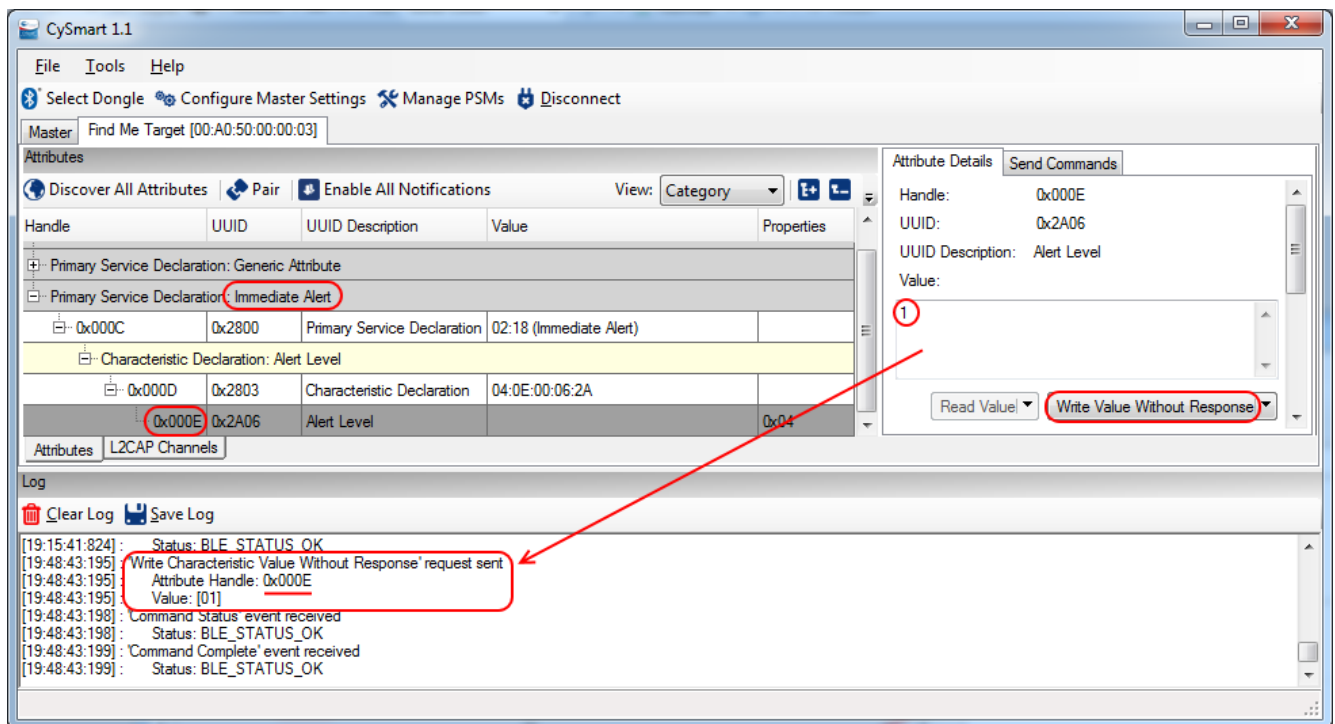 CySmart 1.1
File Tools Help
Select Dongle Configure Master Settings Manage PSMs Disconnect
Master Find Me Target [00:A0:50:00:00:03]
Attributes
Discover All Attributes Pair Enable All Notifications View: Category
Handle UUID UUID Description Value Properties
Primary Service Declaration: Generic Attribute
Primary Service Declaration: Immediate Alert
0x000C 0x2800 Primary Service Declaration 02:18 (Immediate Alert)
Characteristic Declaration: Alert Level
0x000D 0x2803 Characteristic Declaration 04:0E:00:06:2A
0x000E 0x2A06 Alert Level 0x04
Attributes L2CAP Channels
Attribute Details Send Commands
Handle: 0x000E
UUID: 0x2A06
UUID Description: Alert Level
Value:
1
Read Value Write Value Without Response
Log
Clear Log Save Log
[19:15:41:824] : Status: BLE_STATUS_OK
[19:48:43:195] : 'Write Characteristic Value Without Response' request sent
[19:48:43:195] : Attribute Handle: 0x000E
[19:48:43:195] : Value: [01]
[19:48:43:198] : 'Command Status' event received
[19:48:43:198] : Status: BLE_STATUS_OK
[19:48:43:199] : 'Command Complete' event received
[19:48:43:199] : Status: BLE_STATUS_OK